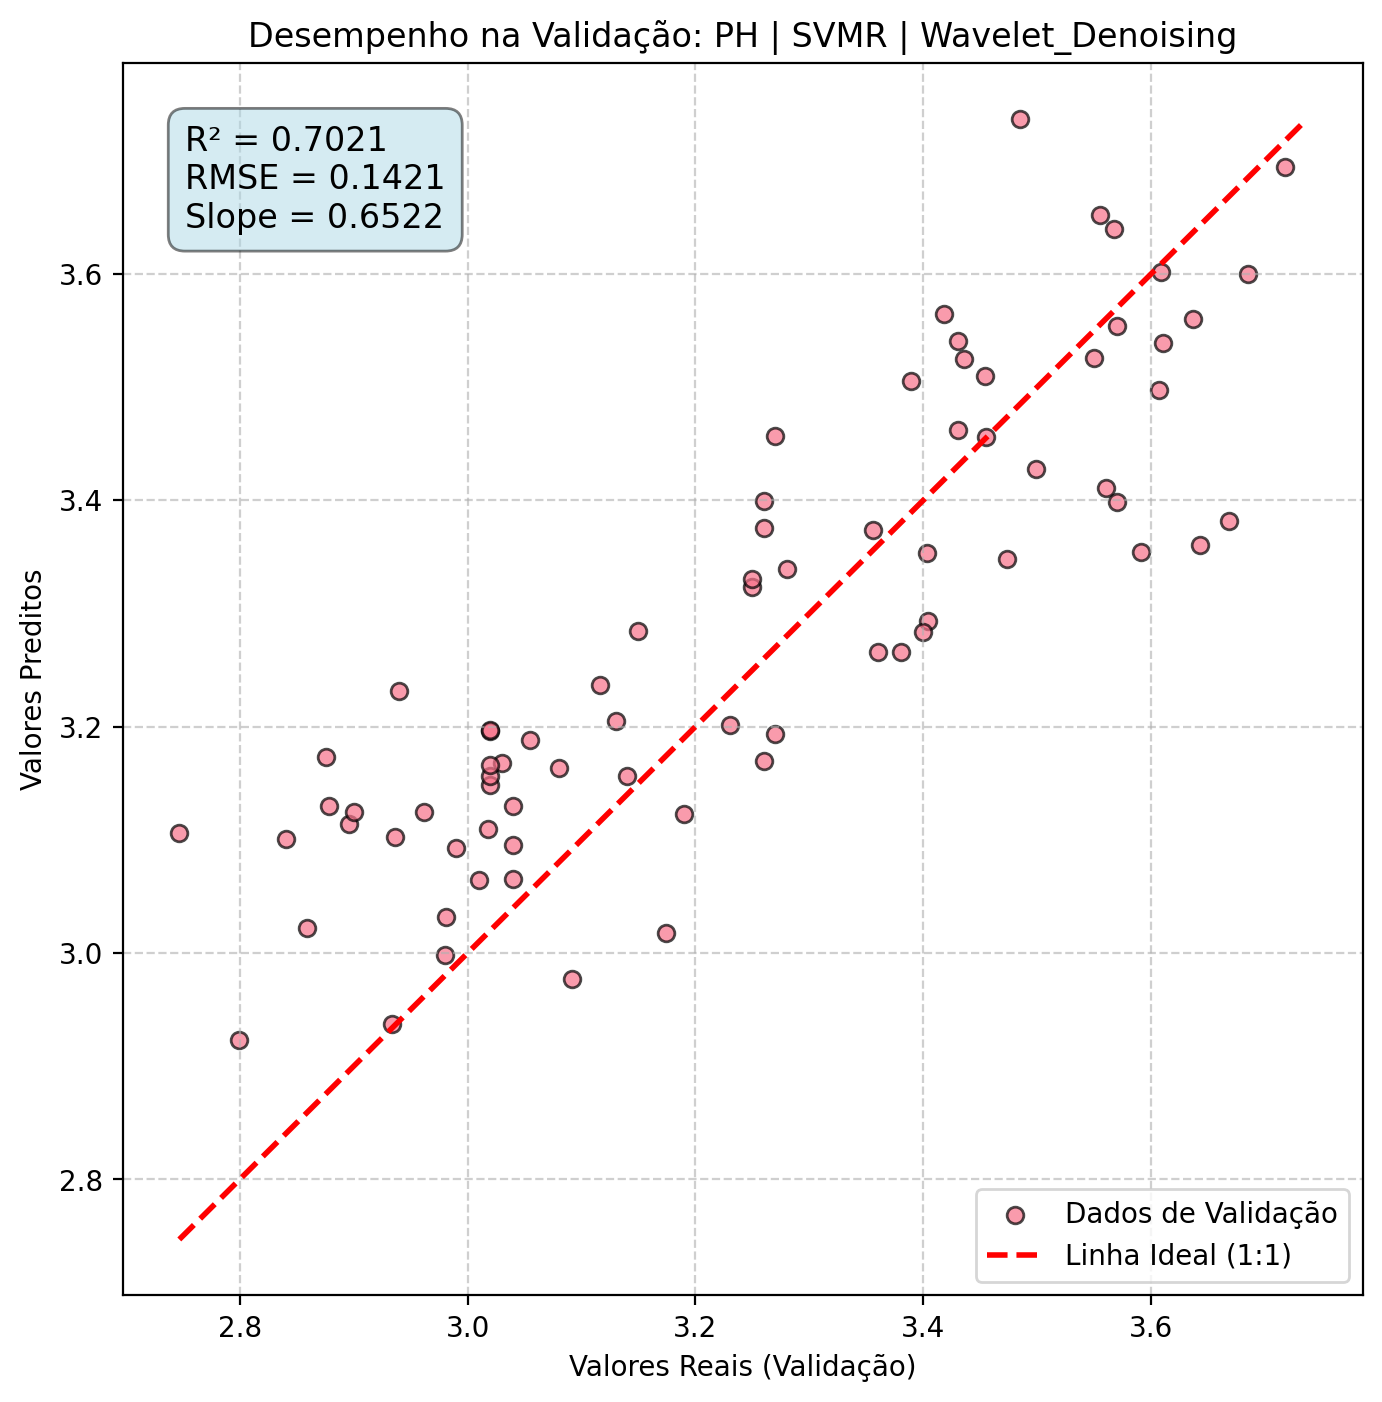 Desempenho na Validação: PH | SVMR | Wavelet_Denoising
R² = 0.7021
RMSE = 0.1421
Slope = 0.6522
Valores Preditos
3.6
3.4
3.2
3.0
2.8
Dados de Validação
Linha Ideal (1:1)
2.8 3.0 3.2 3.4 3.6
Valores Reais (Validação)